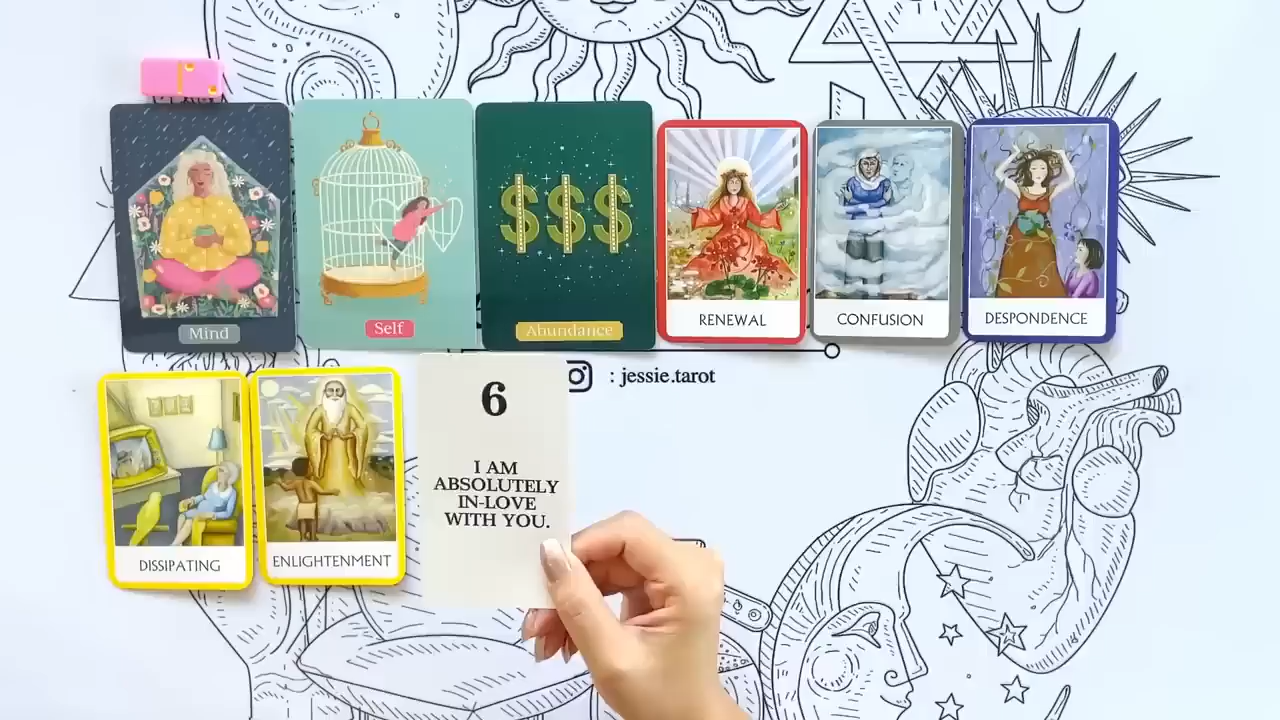 Mind
Self
$$$
Abundance
RENEWAL
CONFUSION
DESPONDENCE
: jessie.tarot
DISSIPATING
ENLIGHTENMENT
6
I AM
ABSOLUTELY
IN-LOVE
WITH YOU.